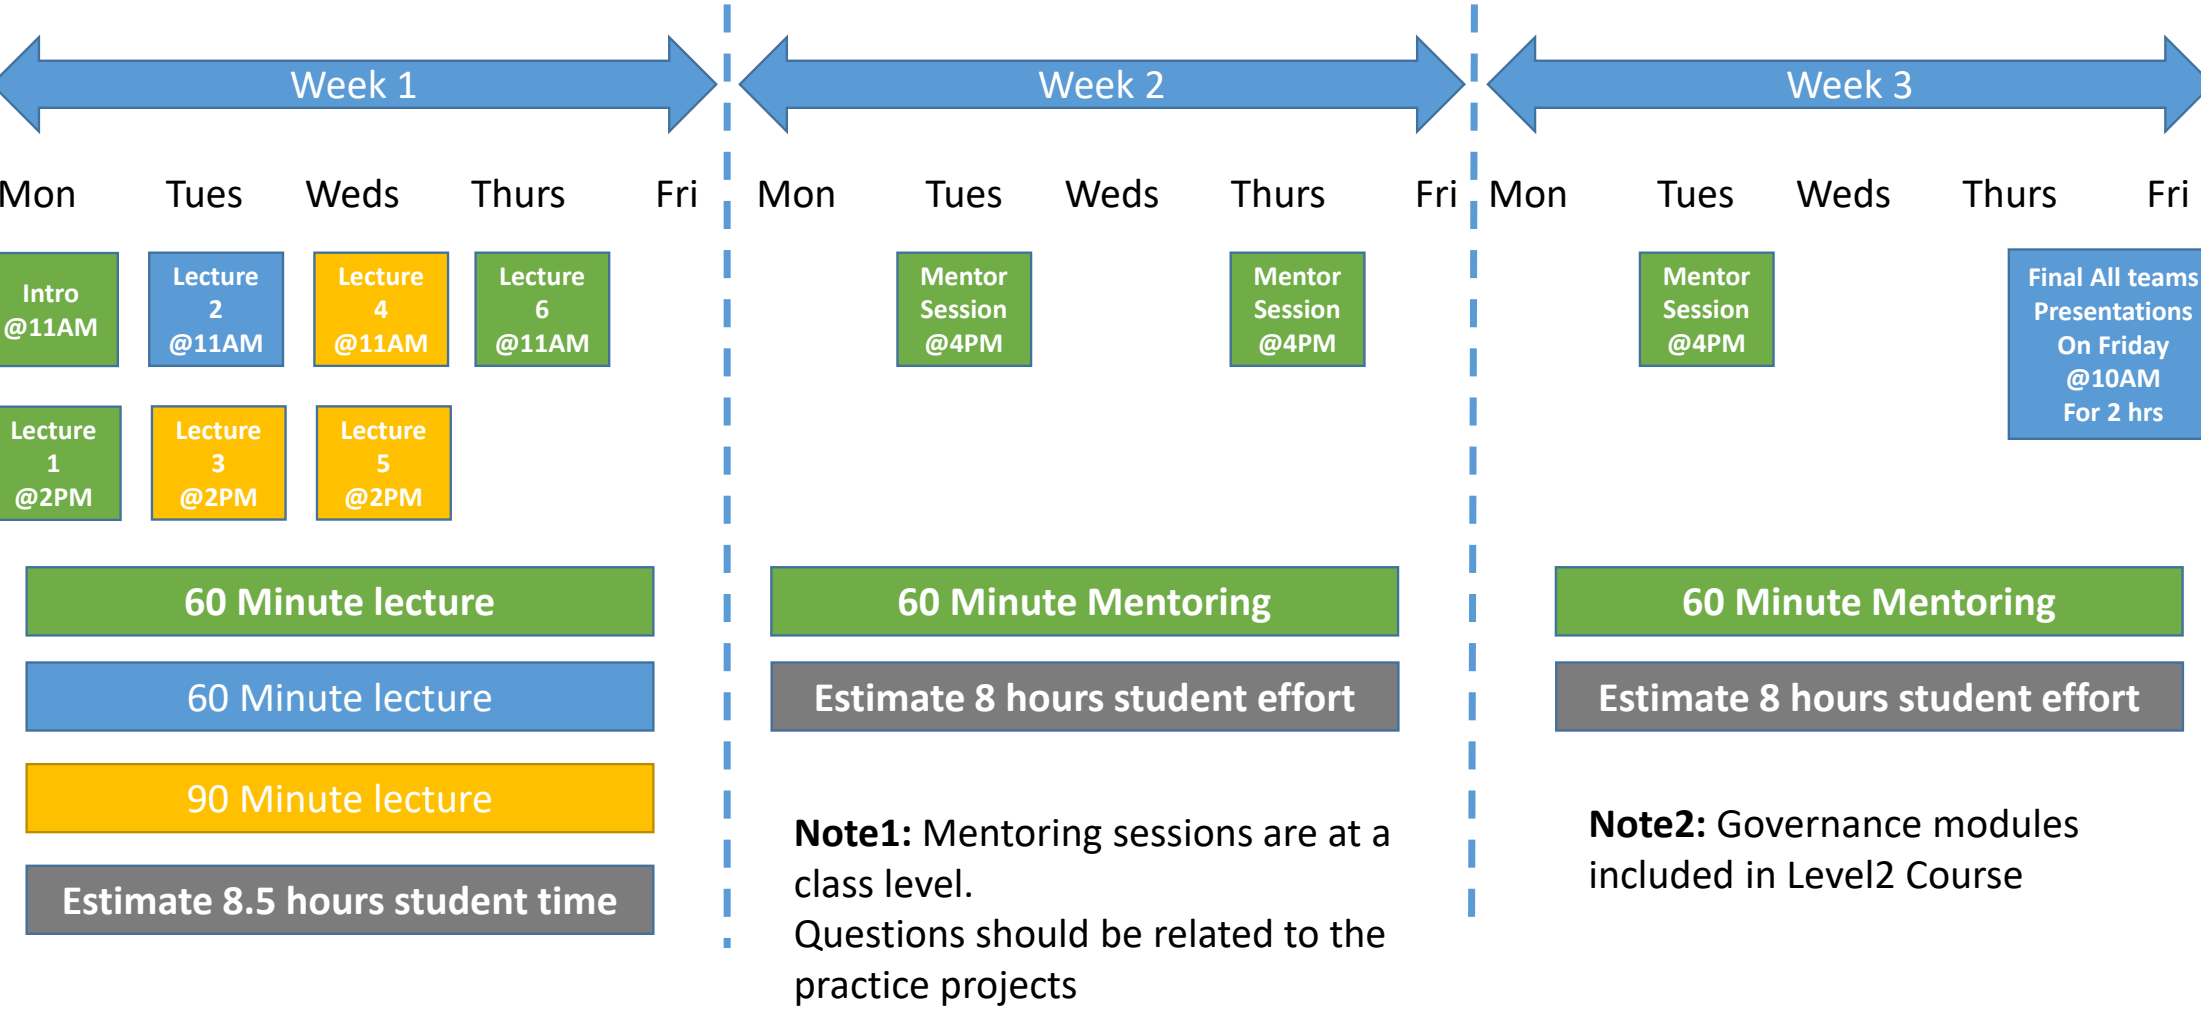 Week 1
Week 2
Week 3
Mon Tues Weds Thurs Fri
Mon Tues Weds Thurs Fri
Mon Tues Weds Thurs Fri
Intro
@11AM
Lecture
2
@11AM
Lecture
4
@11AM
Lecture
6
@11AM
Lecture
1
@2PM
Lecture
3
@2PM
Lecture
5
@2PM
60 Minute lecture
60 Minute lecture
90 Minute lecture
Estimate 8.5 hours student time
Mentor
Session
@4PM
Mentor
Session
@4PM
60 Minute Mentoring
Estimate 8 hours student effort
Note1: Mentoring sessions are at a
class level.
Questions should be related to the
practice projects
Mentor
Session
@4PM
Final All teams
Presentations
On Friday
@10AM
For 2 hrs
60 Minute Mentoring
Estimate 8 hours student effort
Note2: Governance modules
included in Level2 Course